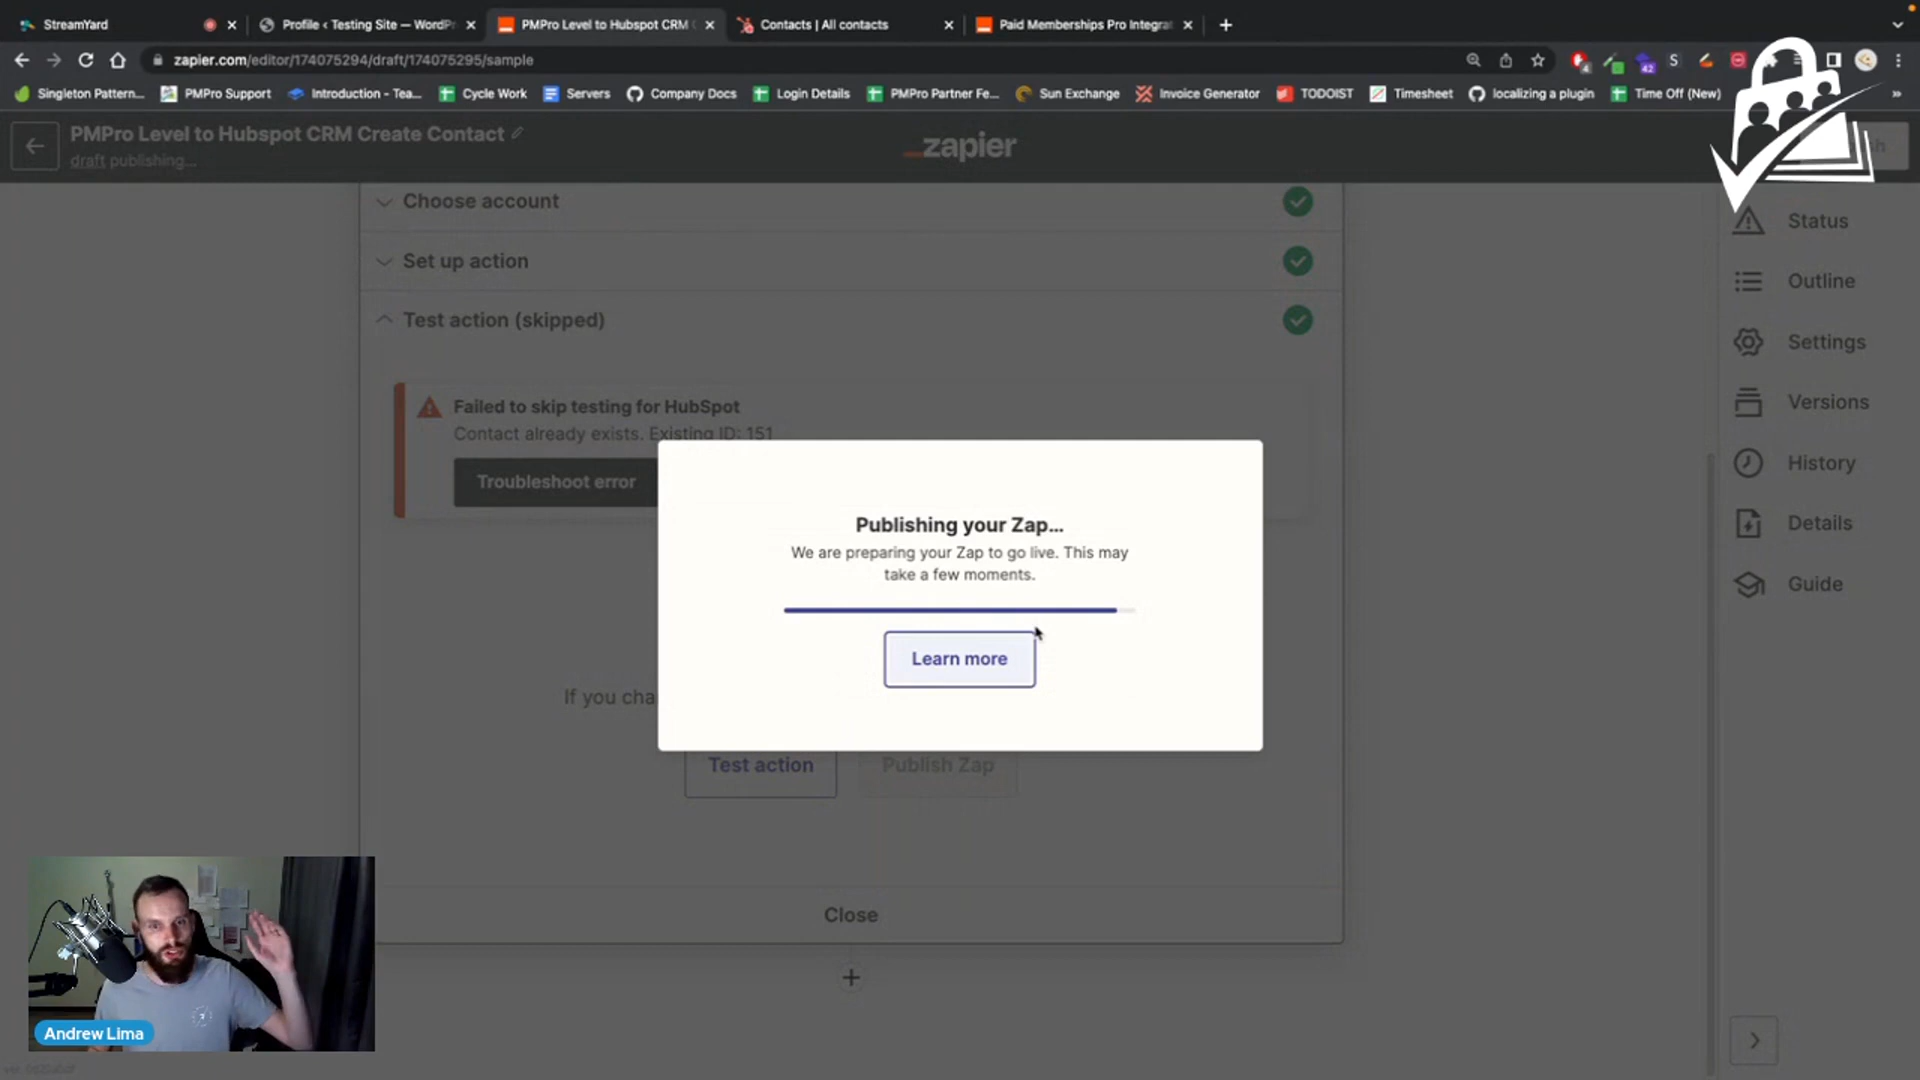 StreamYard
Profile ‹ Testing Site — WordPr
PMPro Level to Hubspot CRM
Contacts | All contacts
Paid Memberships Pro Integrat
zapier.com/editor/174075294/draft/174075295/sample
4
42
S
Singleton Pattern...
PMPro Support
Introduction - Tea...
Cycle Work
Servers
Company Docs
Login Details
PMPro Partner Fe...
Sun Exchange
Invoice Generator
TODOIST
Timesheet
localizing a plugin
Time Off (New)
»
PMPro Level to Hubspot CRM Create Contact
draft publishing...
zapier
Choose account
Set up action
Test action (skipped)
Failed to skip testing for HubSpot
Contact already exists. Existing ID: 151
Troubleshoot error
Publishing your Zap...
We are preparing your Zap to go live. This may
take a few moments.
Learn more
If you cha
Test action
Publish Zap
Close
+
Status
Outline
Settings
Versions
History
Details
Guide
Andrew Lima